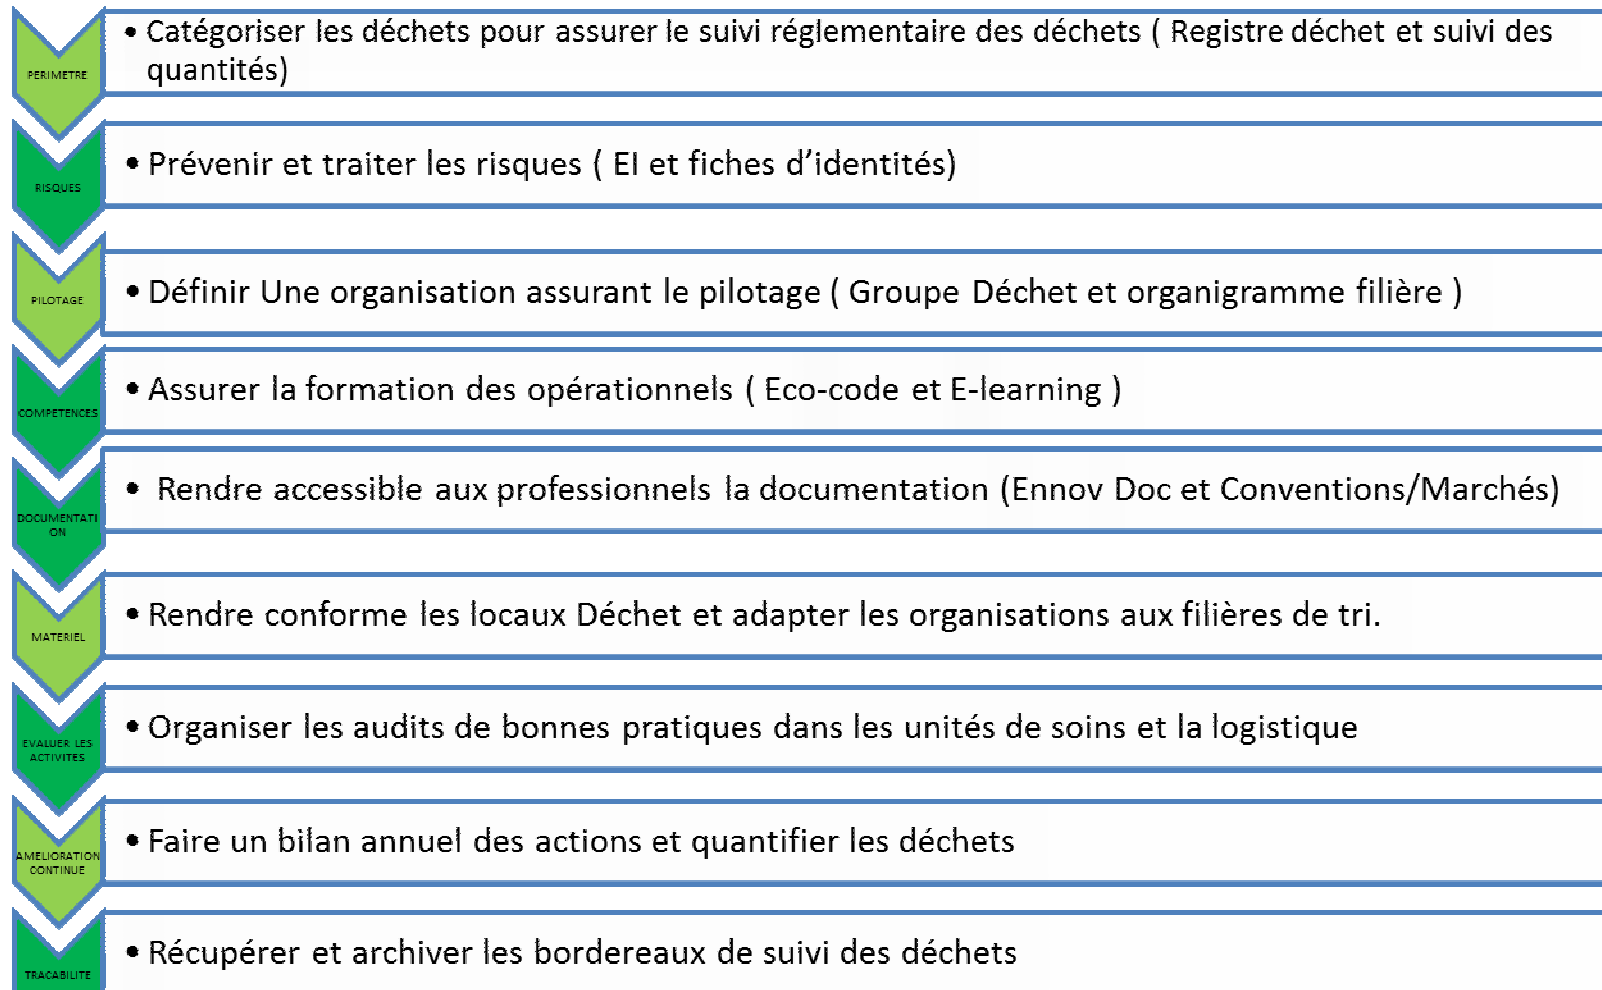 PERIMETRE
• Catégoriser les déchets pour assurer le suivi réglementaire des déchets ( Registre déchet et suivi des
quantités)
RISQUES
• Prévenir et traiter les risques ( EI et fiches d’identités)
PILOTAGE
• Définir Une organisation assurant le pilotage ( Groupe Déchet et organigramme filière )
COMPETENCES
• Assurer la formation des opérationnels ( Eco-code et E-learning )
DOCUMENTATI
ON
• Rendre accessible aux professionnels la documentation (Ennov Doc et Conventions/Marchés)
MATERIEL
• Rendre conforme les locaux Déchet et adapter les organisations aux filières de tri.
EVALUER LES
ACTIVITES
• Organiser les audits de bonnes pratiques dans les unités de soins et la logistique
AMELIORATION
CONTINUE
• Faire un bilan annuel des actions et quantifier les déchets
TRACABILITE
• Récupérer et archiver les bordereaux de suivi des déchets